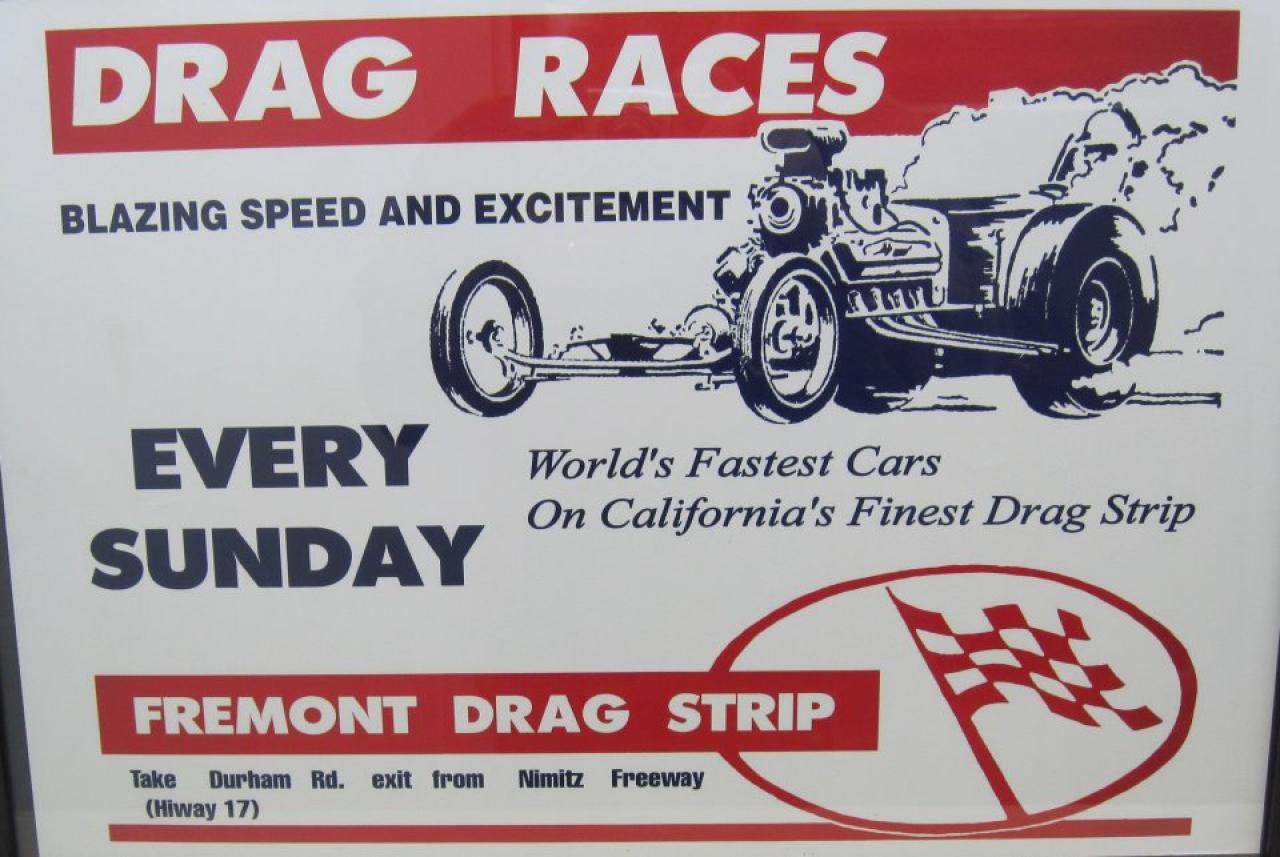 DRAG RACES
BLAZING SPEED AND EXCITEMENT
EVERY
SUNDAY
World's Fastest Cars
On California's Finest Drag Strip
FREMONT DRAG STRIP
Take Durham Rd. exit from Nimitz Freeway
(Hiway 17)